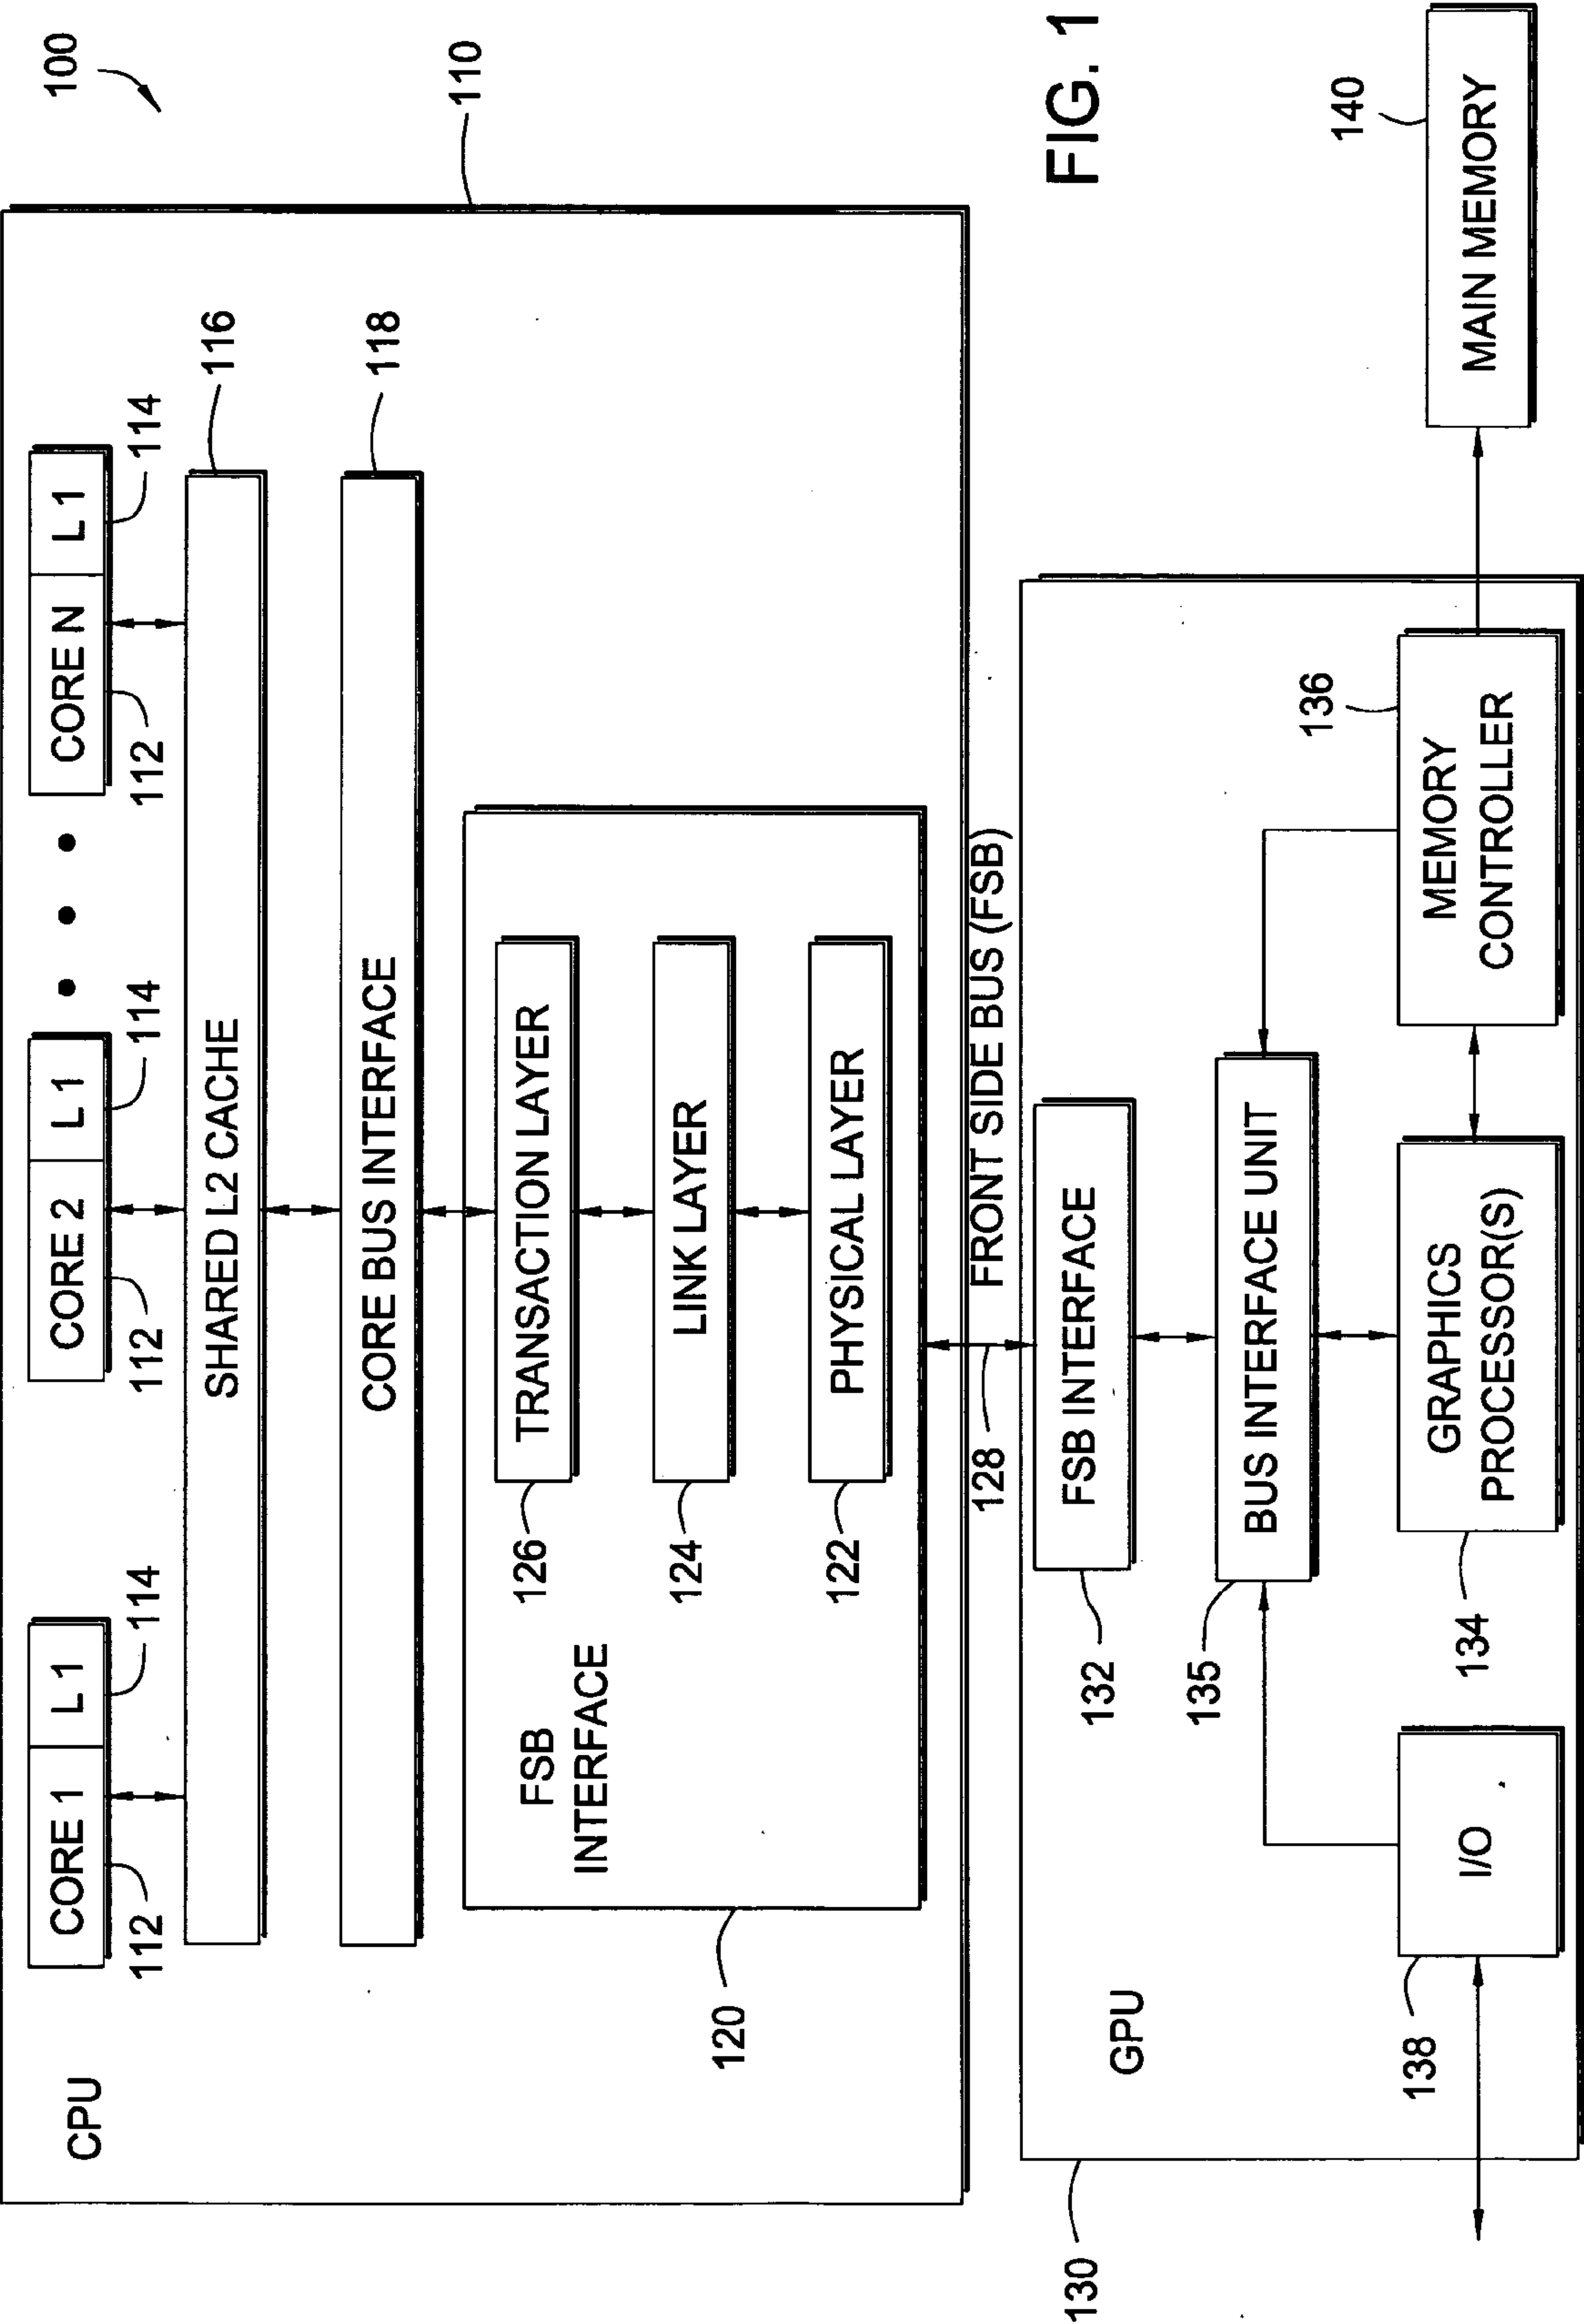 100
CPU
110
CORE 1
L1
CORE 2
L1
CORE N
L1
112
114
112
114
112
114
SHARED L2 CACHE
116
CORE BUS INTERFACE
118
FSB
INTERFACE
126
TRANSACTION LAYER
124
LINK LAYER
122
PHYSICAL LAYER
120
128
FRONT SIDE BUS (FSB)
FIG. 1
130
GPU
132
FSB INTERFACE
135
BUS INTERFACE UNIT
138
I/O
134
GRAPHICS
PROCESSOR(S)
136
MEMORY
CONTROLLER
140
MAIN MEMORY